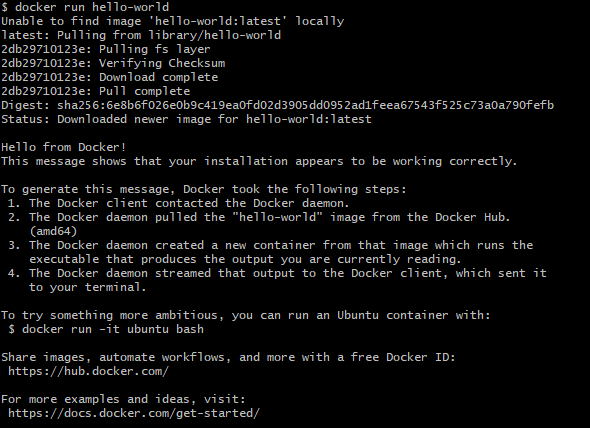 $ docker run hello-world
Unable to find image 'hello-world:latest' locally
latest: Pulling from library/hello-world
2db29710123e: Pulling fs layer
2db29710123e: Verifying Checksum
2db29710123e: Download complete
2db29710123e: Pull complete
Digest: sha256:6e8b6f026e0b9c419ea0fd02d3905dd0952ad1feea67543f525c73a0a790fefb
Status: Downloaded newer image for hello-world:latest
Hello from Docker!
This message shows that your installation appears to be working correctly.
To generate this message, Docker took the following steps:
1. The Docker client contacted the Docker daemon.
2. The Docker daemon pulled the "hello-world" image from the Docker Hub.
(amd64)
3. The Docker daemon created a new container from that image which runs the
executable that produces the output you are currently reading.
4. The Docker daemon streamed that output to the Docker client, which sent it
to your terminal.
To try something more ambitious, you can run an Ubuntu container with:
$ docker run -it ubuntu bash
Share images, automate workflows, and more with a free Docker ID:
https://hub.docker.com/
For more examples and ideas, visit:
https://docs.docker.com/get-started/